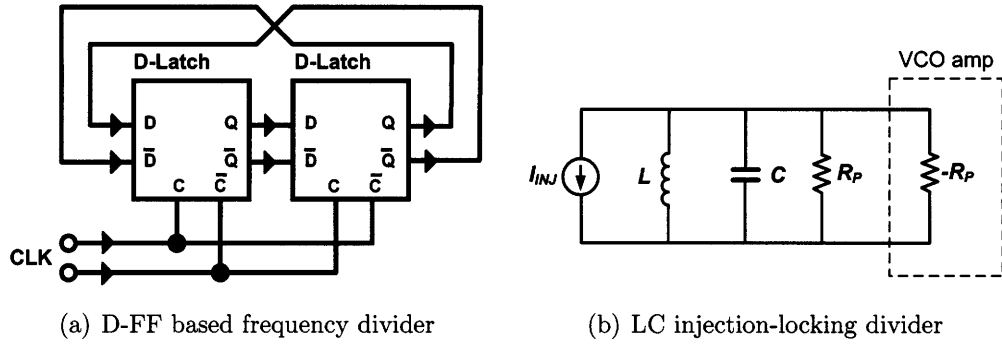 D-Latch D-Latch
D Q D Q
D̅ Q̅ D̅ Q̅
C C̅ C C̅
CLK
(a) D-FF based frequency divider
VCO amp
I_INJ L C R_P -R_P
(b) LC injection-locking divider